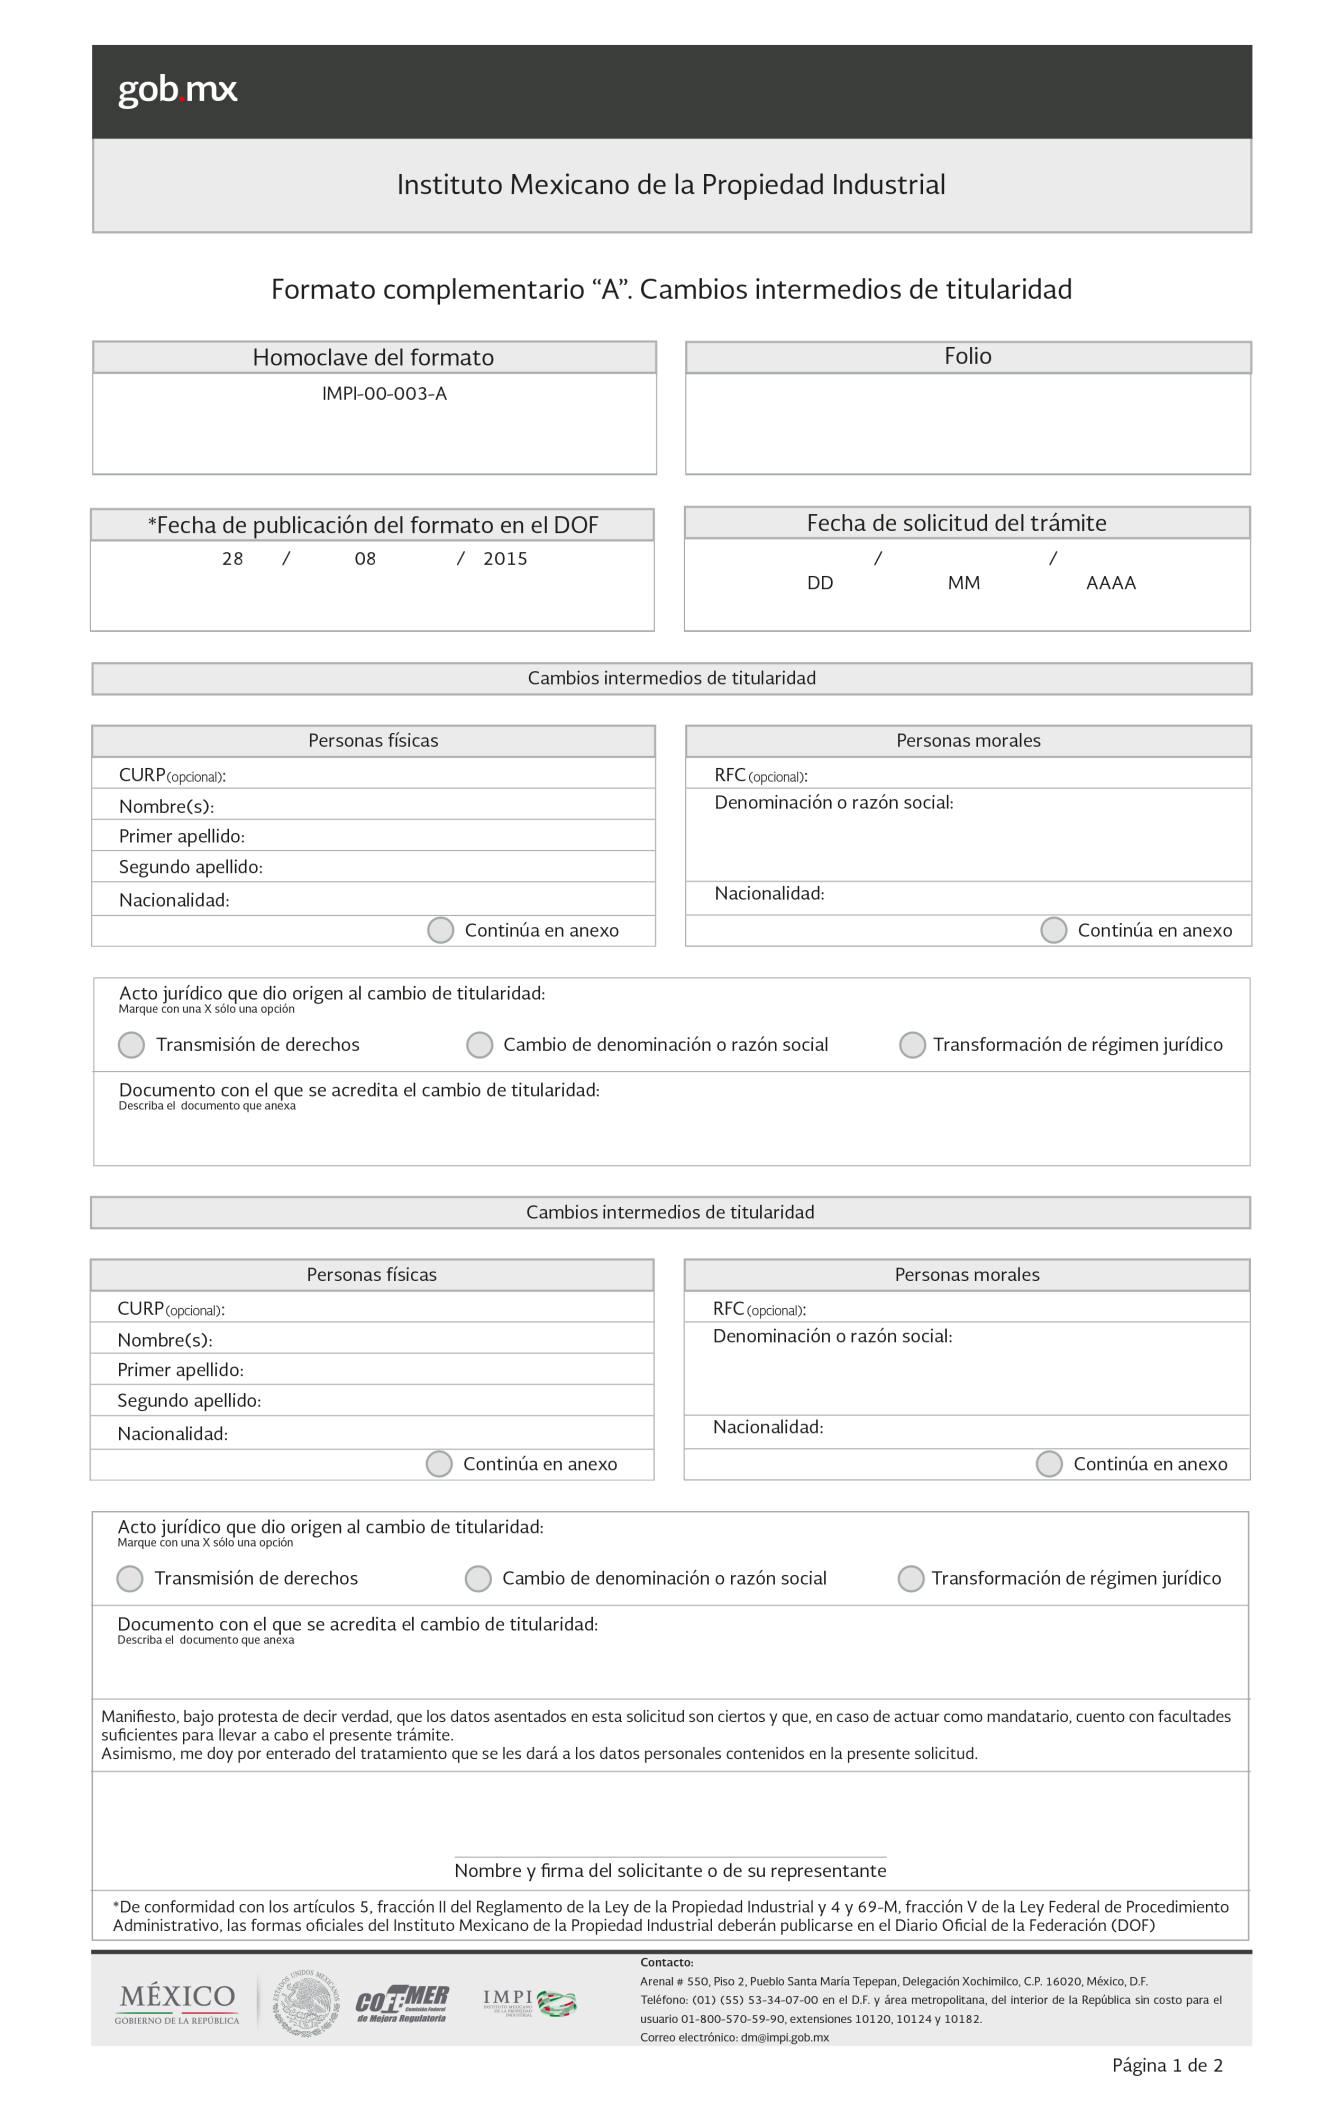 gob.mx
Instituto Mexicano de la Propiedad Industrial
Formato complementario “A”. Cambios intermedios de titularidad
Homoclave del formato
IMPI-00-003-A
Folio
*Fecha de publicación del formato en el DOF
28 / 08 / 2015
Fecha de solicitud del trámite
/ /
DD MM AAAA
Cambios intermedios de titularidad
Personas físicas
CURP(opcional):
Nombre(s):
Primer apellido:
Segundo apellido:
Nacionalidad:
Continúa en anexo
Personas morales
RFC(opcional):
Denominación o razón social:
Nacionalidad:
Continúa en anexo
Acto jurídico que dio origen al cambio de titularidad:
Marque con una X sólo una opción
Transmisión de derechos Cambio de denominación o razón social Transformación de régimen jurídico
Documento con el que se acredita el cambio de titularidad:
Describa el documento que anexa
Cambios intermedios de titularidad
Personas físicas
CURP(opcional):
Nombre(s):
Primer apellido:
Segundo apellido:
Nacionalidad:
Continúa en anexo
Personas morales
RFC(opcional):
Denominación o razón social:
Nacionalidad:
Continúa en anexo
Acto jurídico que dio origen al cambio de titularidad:
Marque con una X sólo una opción
Transmisión de derechos Cambio de denominación o razón social Transformación de régimen jurídico
Documento con el que se acredita el cambio de titularidad:
Describa el documento que anexa
Manifiesto, bajo protesta de decir verdad, que los datos asentados en esta solicitud son ciertos y que, en caso de actuar como mandatario, cuento con facultades
suficientes para llevar a cabo el presente trámite.
Asimismo, me doy por enterado del tratamiento que se les dará a los datos personales contenidos en la presente solicitud.
Nombre y firma del solicitante o de su representante
*De conformidad con los artículos 5, fracción II del Reglamento de la Ley de la Propiedad Industrial y 4 y 69-M, fracción V de la Ley Federal de Procedimiento
Administrativo, las formas oficiales del Instituto Mexicano de la Propiedad Industrial deberán publicarse en el Diario Oficial de la Federación (DOF)
MÉXICO
GOBIERNO DE LA REPÚBLICA
ESTADOS UNIDOS MEXICANOS
COFEMER
Comisión Federal
de Mejora Regulatoria
IMPI
INSTITUTO MEXICANO
DE LA PROPIEDAD
INDUSTRIAL
Contacto:
Arenal # 550, Piso 2, Pueblo Santa María Tepepan, Delegación Xochimilco, C.P. 16020, México, D.F.
Teléfono: (01) (55) 53-34-07-00 en el D.F. y área metropolitana, del interior de la República sin costo para el
usuario 01-800-570-59-90, extensiones 10120, 10124 y 10182.
Correo electrónico: dm@impi.gob.mx
Página 1 de 2